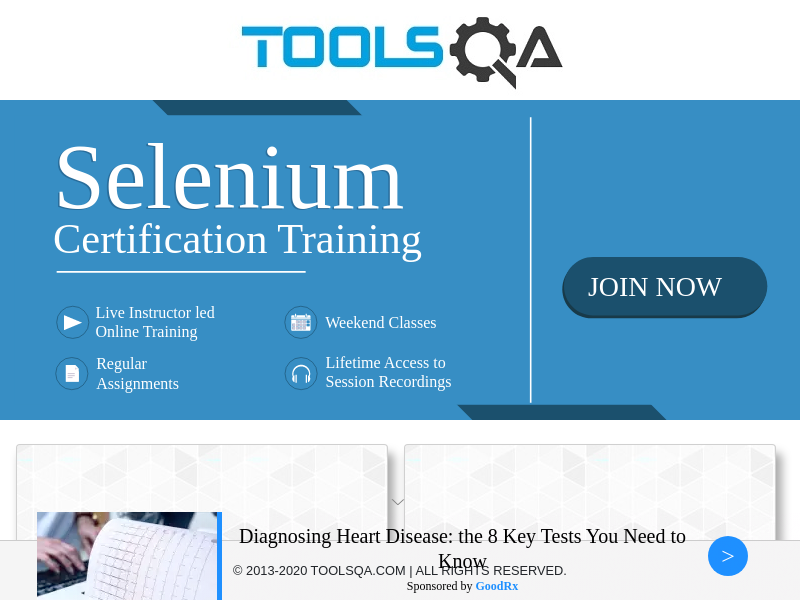 TOOLSQA
Selenium
Certification Training
JOIN NOW
Live Instructor led
Online Training
Weekend Classes
Regular
Assignments
Lifetime Access to
Session Recordings
Diagnosing Heart Disease: the 8 Key Tests You Need to
Know
© 2013-2020 TOOLSQA.COM | ALL RIGHTS RESERVED.
Sponsored by GoodRx
>